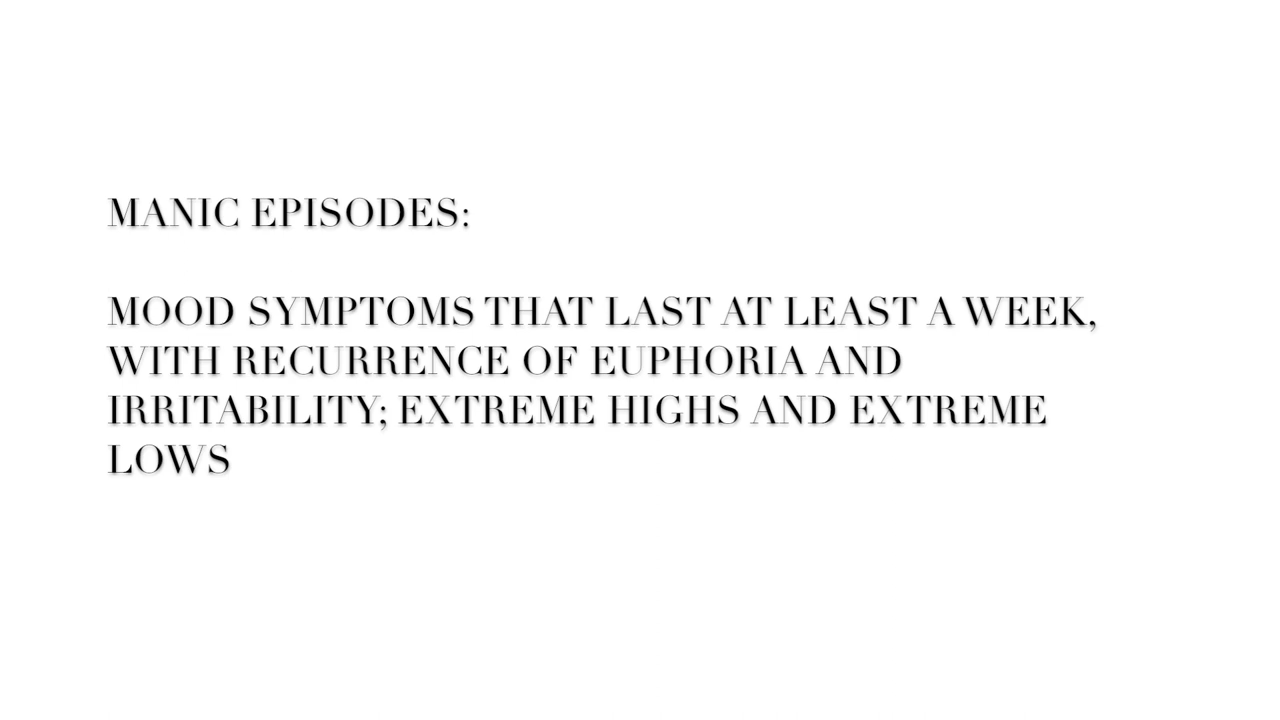 MANIC EPISODES:
MOOD SYMPTOMS THAT LAST AT LEAST A WEEK,
WITH RECURRENCE OF EUPHORIA AND
IRRITABILITY; EXTREME HIGHS AND EXTREME
LOWS